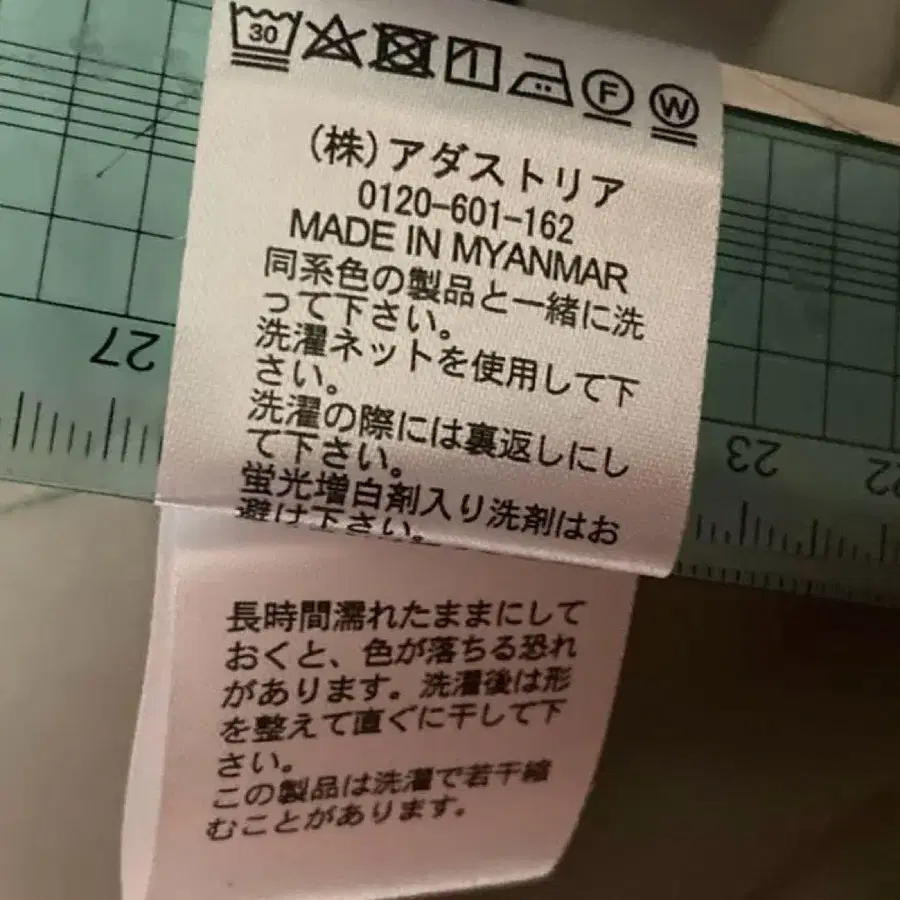 30
F
W
(株)アダストリア
0120-601-162
MADE IN MYANMAR
同系色の製品と一緒に洗
って下さい。
洗濯ネットを使用して下
さい。
洗濯の際には裏返しにし
て下さい。
蛍光増白剤入り洗剤はお
避け下さい。
長時間濡れたままにして
おくと、色が落ちる恐れ
があります。洗濯後は形
を整えて直ぐに干して下
さい。
この製品は洗濯で若干縮
むことがあります。
27
23
22